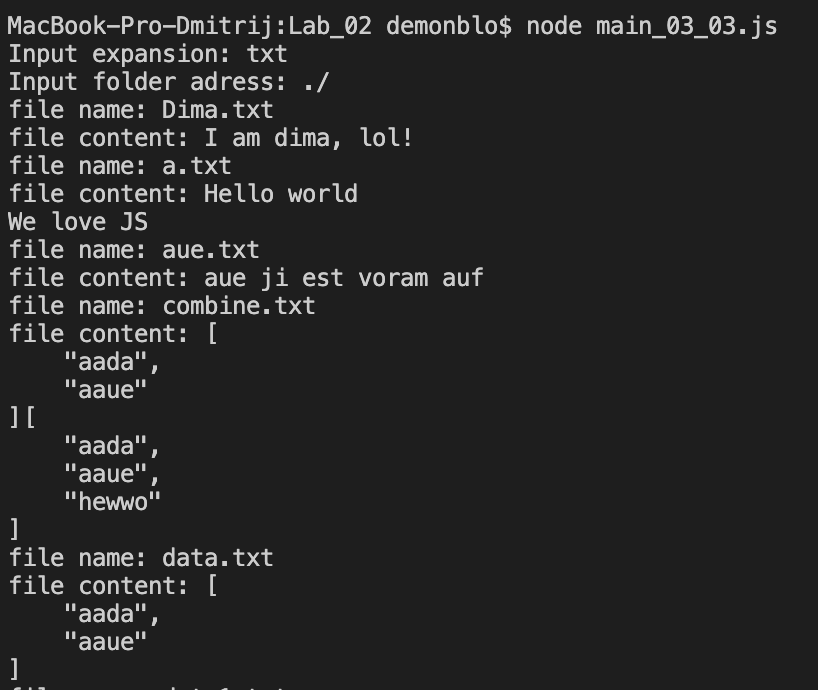 MacBook-Pro-Dmitrij:Lab_02 demonblo$ node main_03_03.js
Input expansion: txt
Input folder adress: ./
file name: Dima.txt
file content: I am dima, lol!
file name: a.txt
file content: Hello world
We love JS
file name: aue.txt
file content: aue ji est voram auf
file name: combine.txt
file content: [
    "aada",
    "aaue"
][
    "aada",
    "aaue",
    "hewwo"
]
file name: data.txt
file content: [
    "aada",
    "aaue"
]